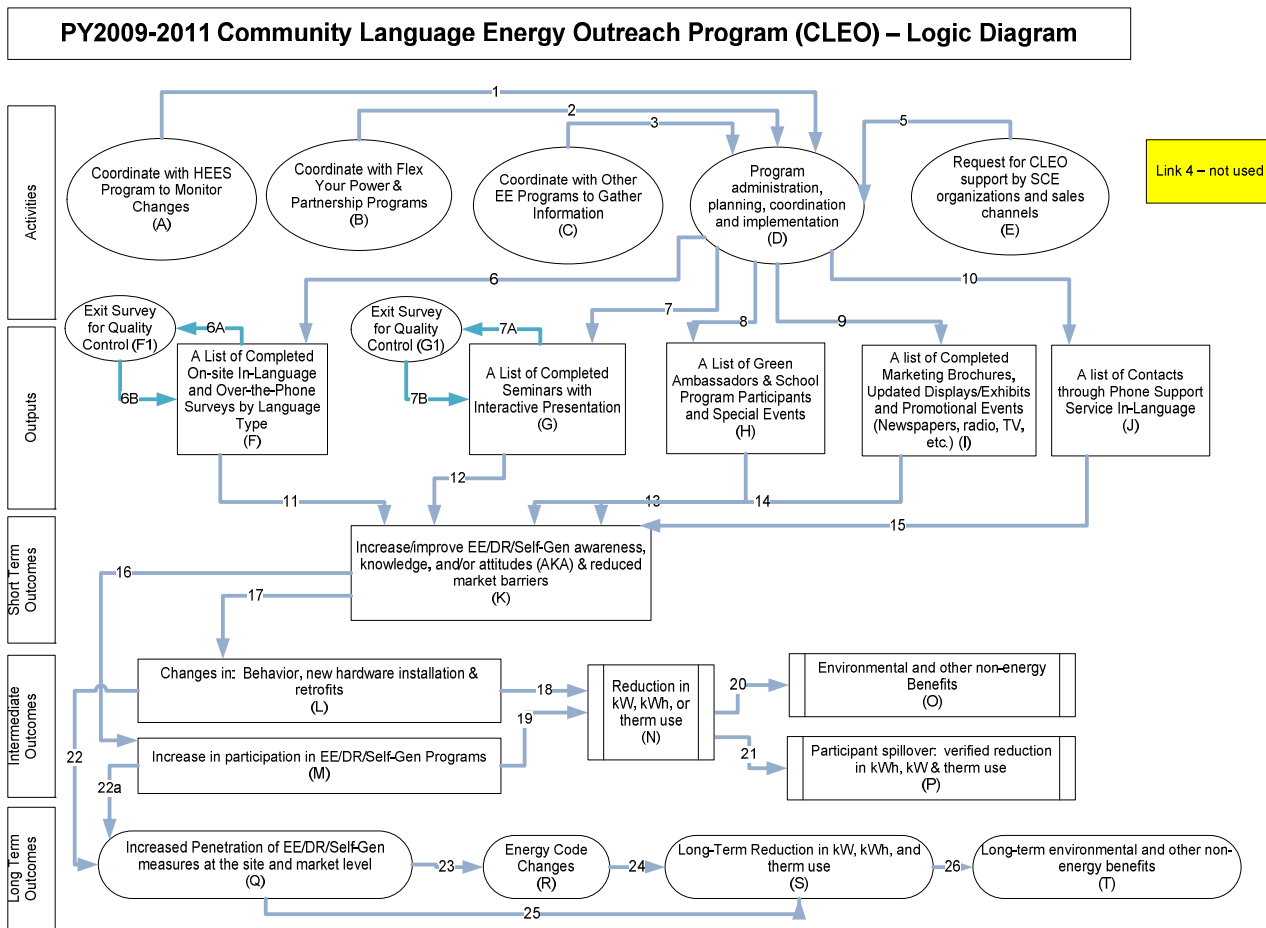 PY2009-2011 Community Language Energy Outreach Program (CLEO) – Logic Diagram
1
2
3
5
Activities
Coordinate with HEES
Program to Monitor
Changes
(A)
Coordinate with Flex
Your Power &
Partnership Programs
(B)
Coordinate with Other
EE Programs to Gather
Information
(C)
Program
administration,
planning, coordination
and implementation
(D)
Request for CLEO
support by SCE
organizations and sales
channels
(E)
Link 4 – not used
6
7
8
9
10
Outputs
Exit Survey
for Quality
Control (F1)
6A
6B
A List of Completed
On-site In-Language
and Over-the-Phone
Surveys by Language
Type
(F)
Exit Survey
for Quality
Control (G1)
7A
7B
A List of Completed
Seminars with
Interactive Presentation
(G)
A List of Green
Ambassadors & School
Program Participants
and Special Events
(H)
A list of Completed
Marketing Brochures,
Updated Displays/Exhibits
and Promotional Events
(Newspapers, radio, TV,
etc.) (I)
A list of Contacts
through Phone Support
Service In-Language
(J)
11
12
13
14
15
Short Term
Outcomes
Increase/improve EE/DR/Self-Gen awareness,
knowledge, and/or attitudes (AKA) & reduced
market barriers
(K)
16
17
Intermediate
Outcomes
Changes in: Behavior, new hardware installation &
retrofits
(L)
Increase in participation in EE/DR/Self-Gen Programs
(M)
18
19
Reduction in
kW, kWh, or
therm use
(N)
20
21
Environmental and other non-energy
Benefits
(O)
Participant spillover: verified reduction
in kWh, kW & therm use
(P)
22
22a
Long Term
Outcomes
Increased Penetration of EE/DR/Self-Gen
measures at the site and market level
(Q)
23
Energy Code
Changes
(R)
24
Long-Term Reduction in kW, kWh, and
therm use
(S)
26
Long-term environmental and other non-
energy benefits
(T)
25